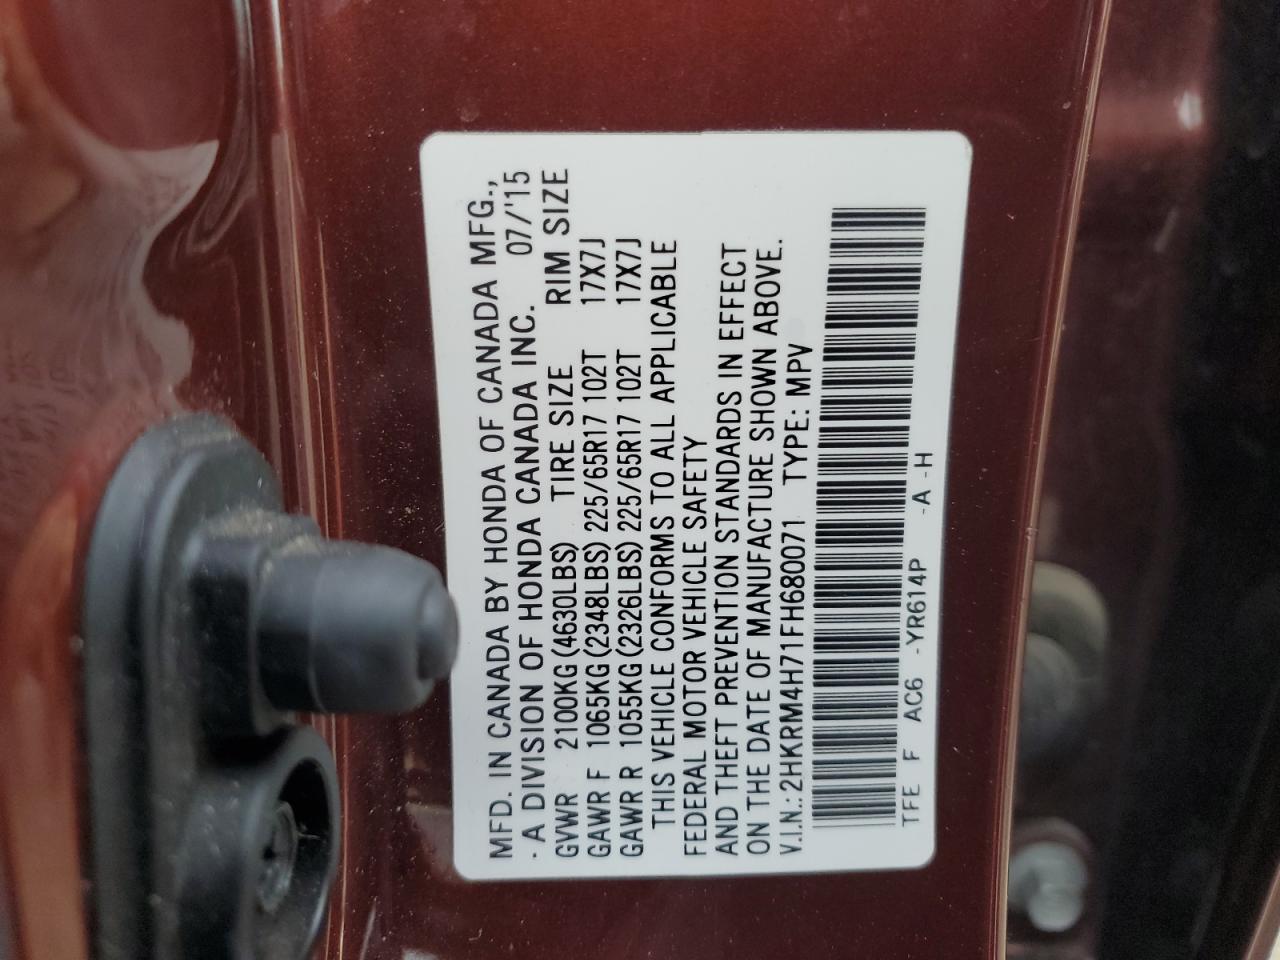 MFD. IN CANADA BY HONDA OF CANADA MFG.,
· A DIVISION OF HONDA CANADA INC. 07/'15
GVWR 2100KG (4630LBS) TIRE SIZE RIM SIZE
GAWR F 1065KG (2348LBS) 225/65R17 102T 17X7J
GAWR R 1055KG (2326LBS) 225/65R17 102T 17X7J
THIS VEHICLE CONFORMS TO ALL APPLICABLE
FEDERAL MOTOR VEHICLE SAFETY
AND THEFT PREVENTION STANDARDS IN EFFECT
ON THE DATE OF MANUFACTURE SHOWN ABOVE.
V.I.N.: 2HKRM4H71FH680071 TYPE: MPV
TFE F AC6 -YR614P -A -H